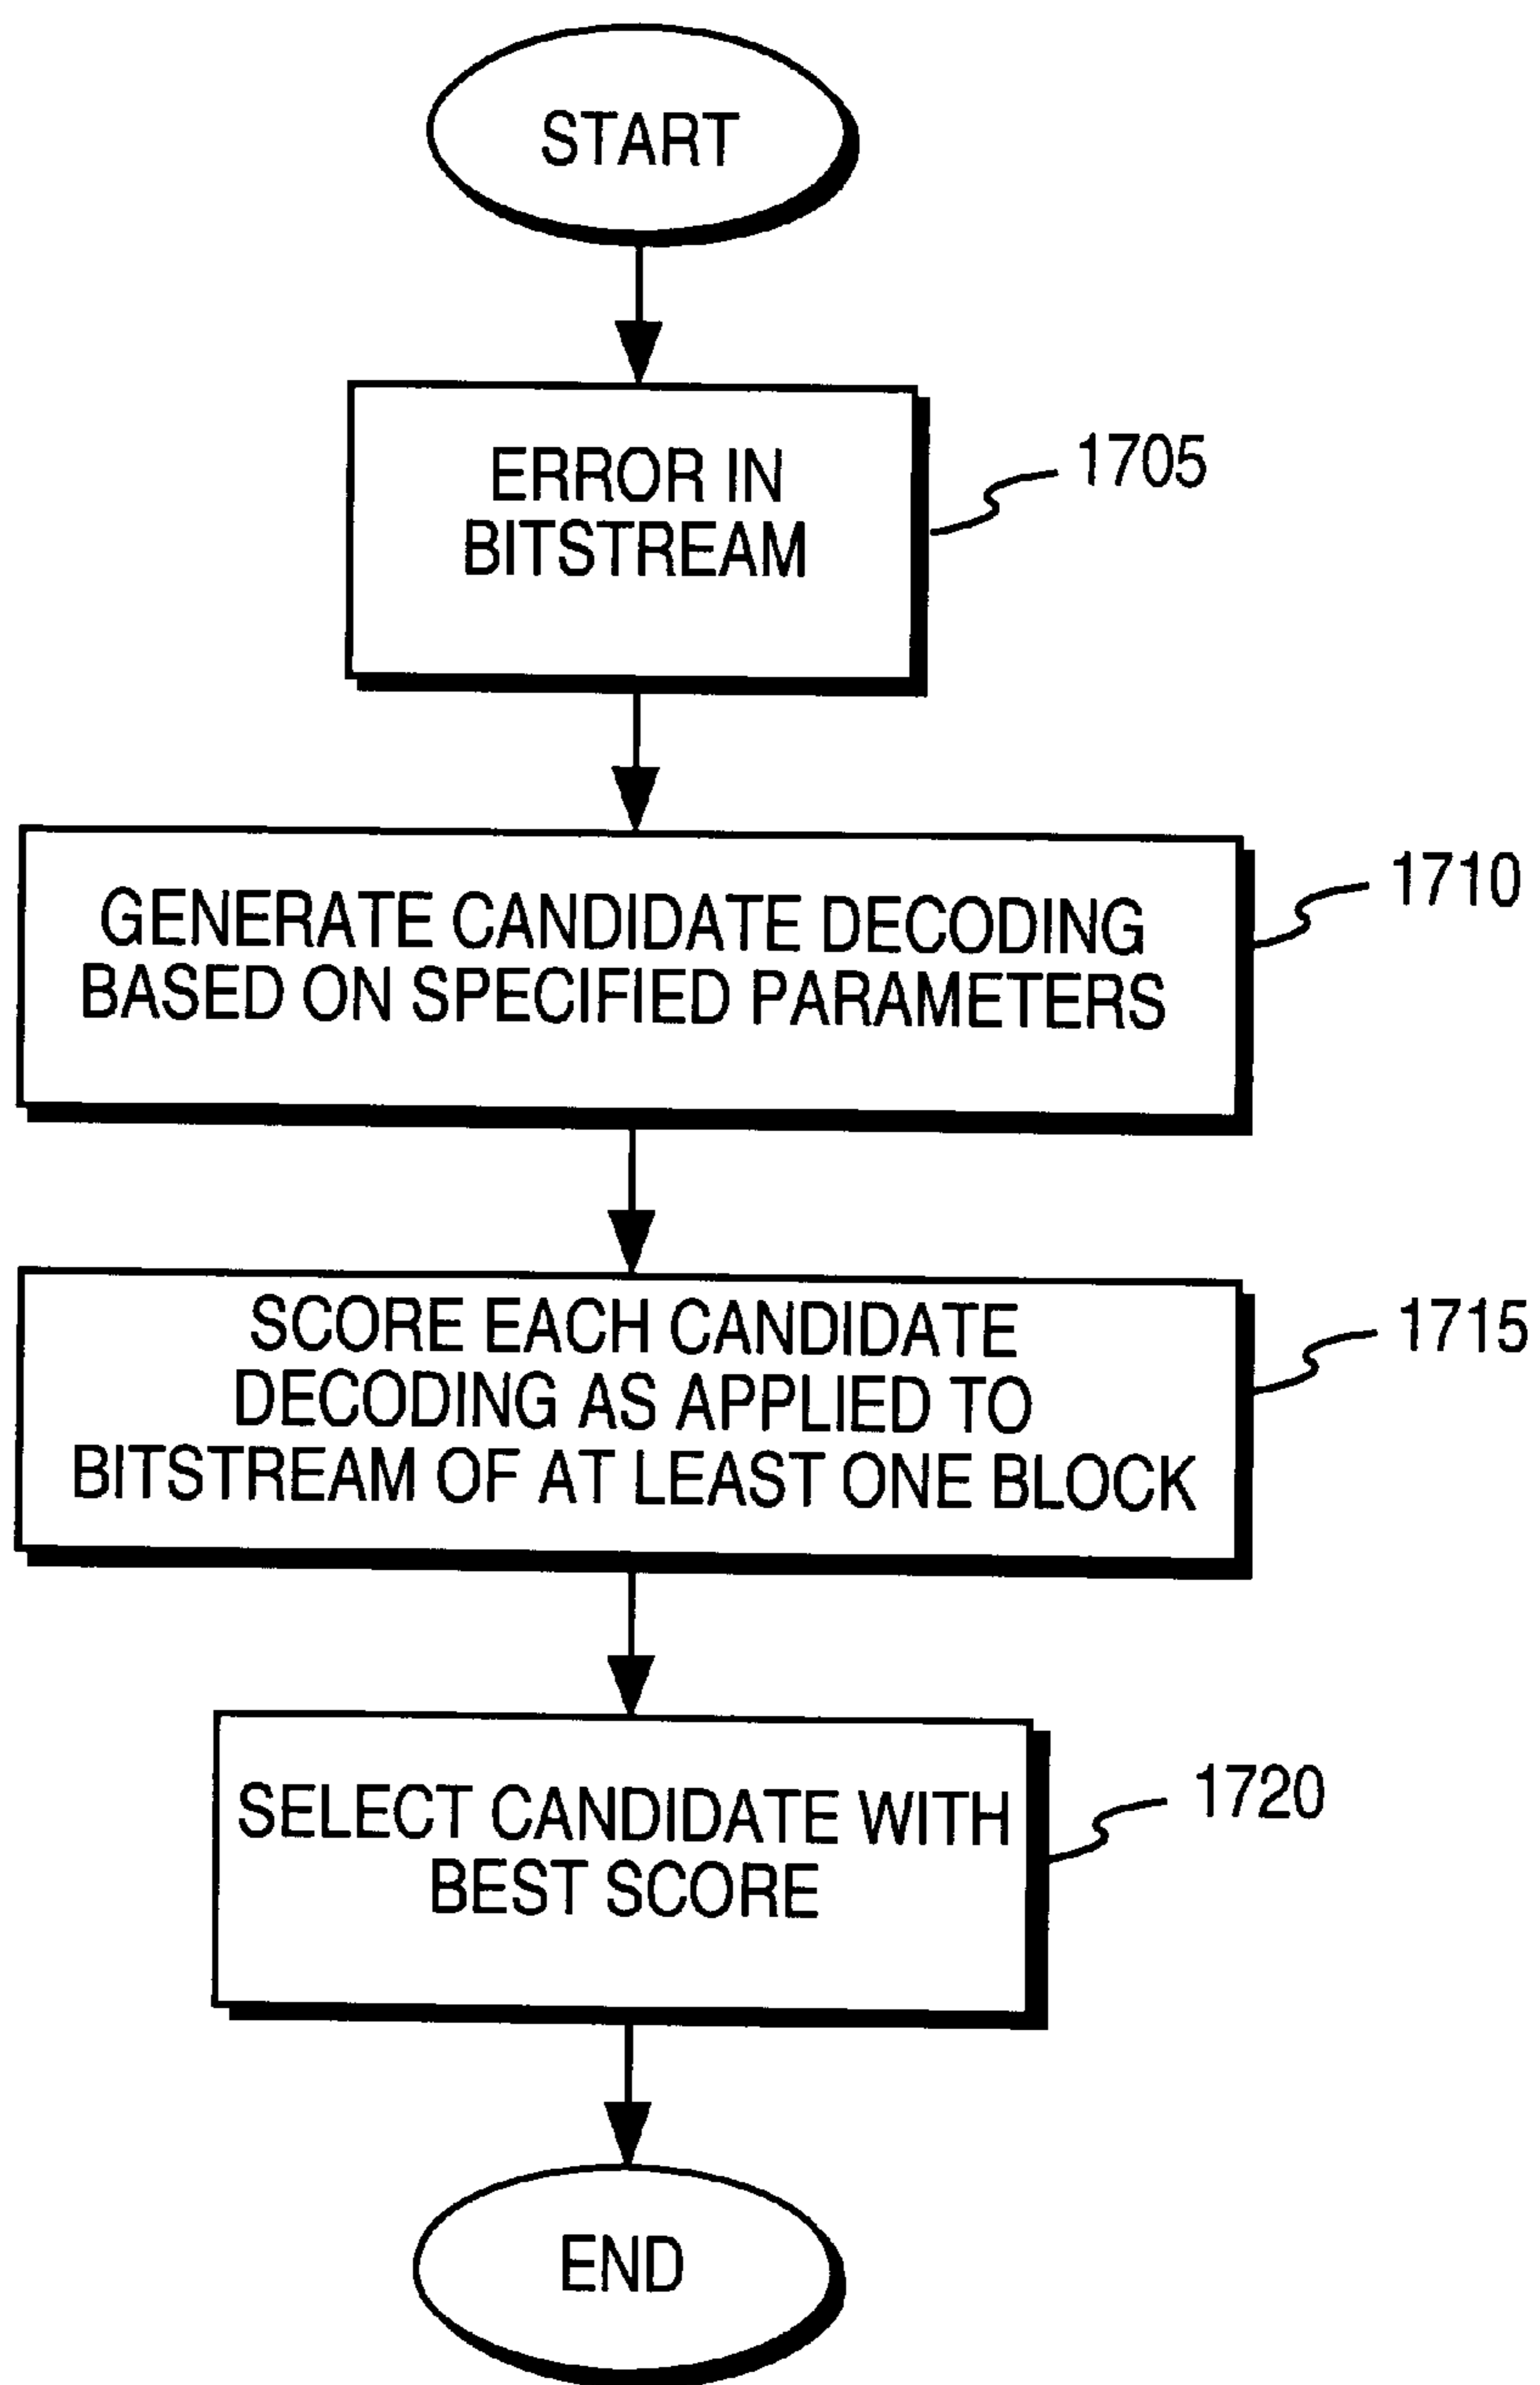 START
ERROR IN
BITSTREAM
1705
GENERATE CANDIDATE DECODING
BASED ON SPECIFIED PARAMETERS
1710
SCORE EACH CANDIDATE
DECODING AS APPLIED TO
BITSTREAM OF AT LEAST ONE BLOCK
1715
SELECT CANDIDATE WITH
BEST SCORE
1720
END